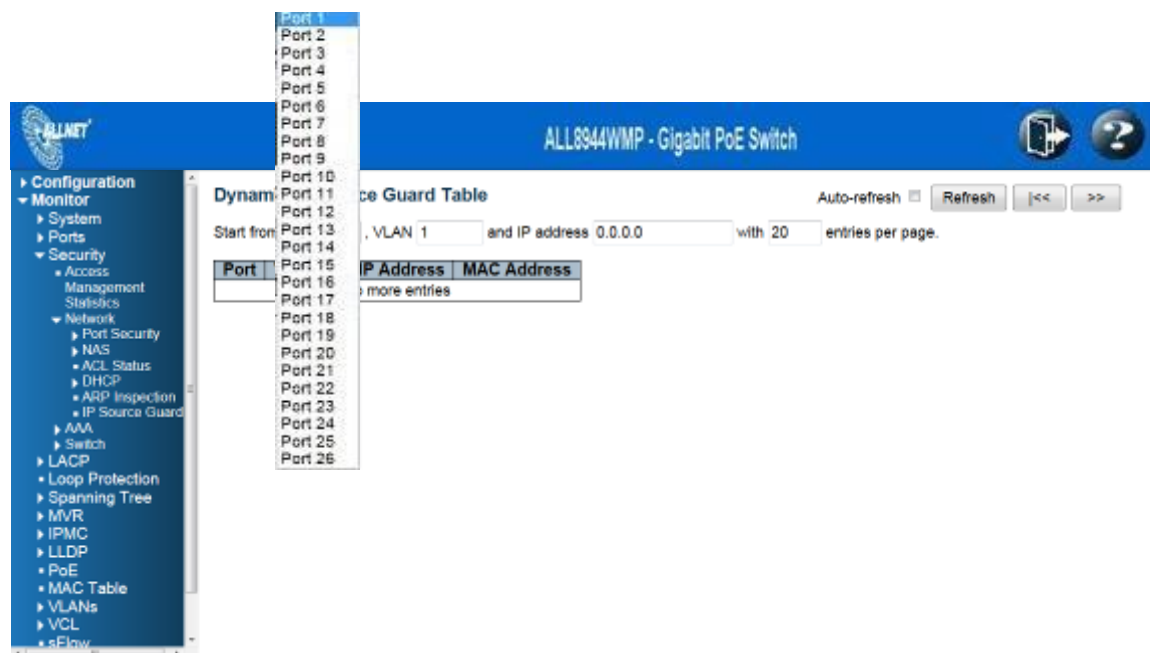 Port 1
Port 2
Port 3
Port 4
Port 5
Port 6
Port 7
Port 8
Port 9
Port 10
Port 11
Port 12
Port 13
Port 14
Port 15
Port 16
Port 17
Port 18
Port 19
Port 20
Port 21
Port 22
Port 23
Port 24
Port 25
Port 26
ALLNET
ALL8944WMP - Gigabit PoE Switch
?
Configuration
Monitor
System
Ports
Security
Access
Management
Statistics
Network
Port Security
NAS
ACL Status
DHCP
ARP Inspection
IP Source Guard
AAA
Switch
LACP
Loop Protection
Spanning Tree
MVR
IPMC
LLDP
PoE
MAC Table
VLANs
VCL
sFlow
Dynam ce Guard Table
Auto-refresh Refresh |<< >>
Start from , VLAN 1 and IP address 0.0.0.0 with 20 entries per page.
Port IP Address MAC Address
more entries